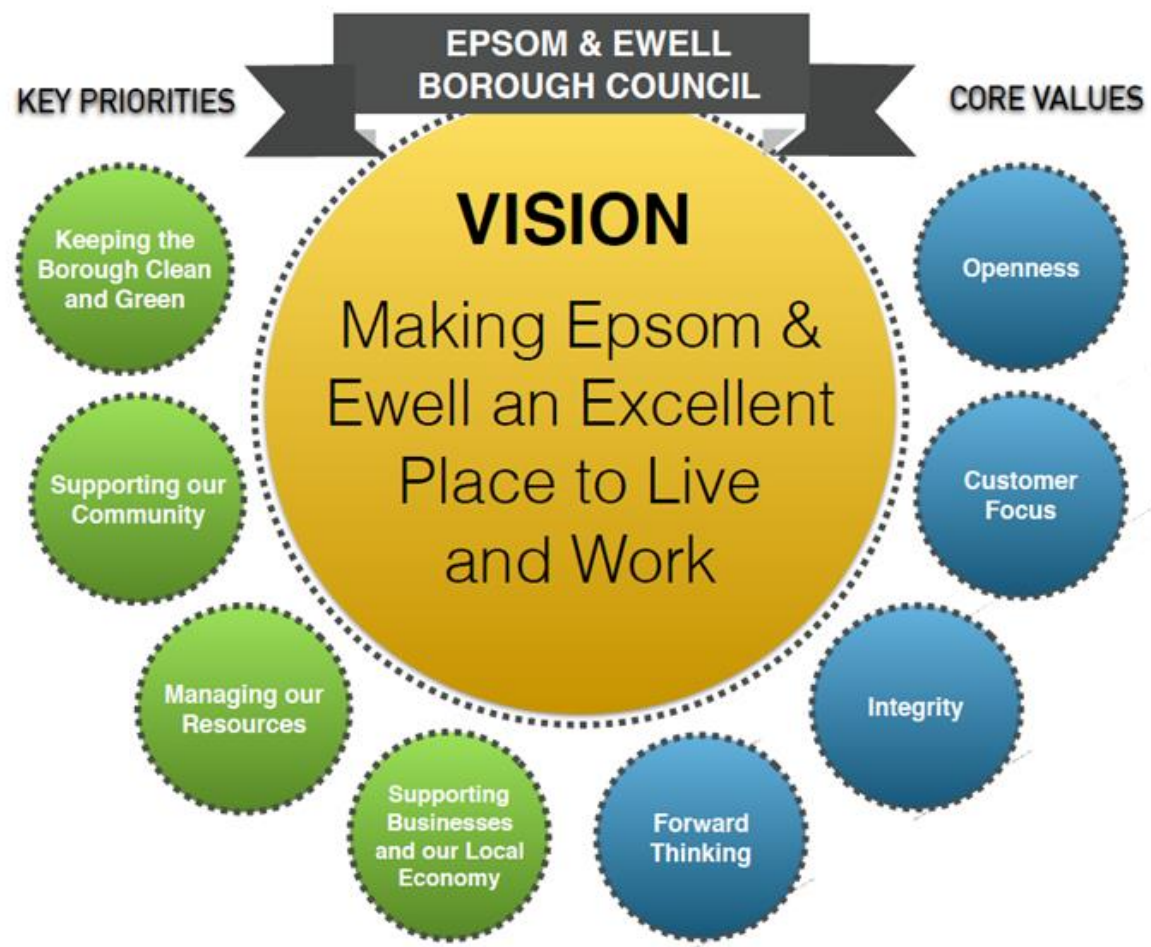 EPSOM & EWELL
BOROUGH COUNCIL
KEY PRIORITIES
Keeping the
Borough Clean
and Green
Supporting our
Community
Managing our
Resources
Supporting
Businesses
and our Local
Economy
VISION
Making Epsom &
Ewell an Excellent
Place to Live
and Work
CORE VALUES
Openness
Customer
Focus
Integrity
Forward
Thinking